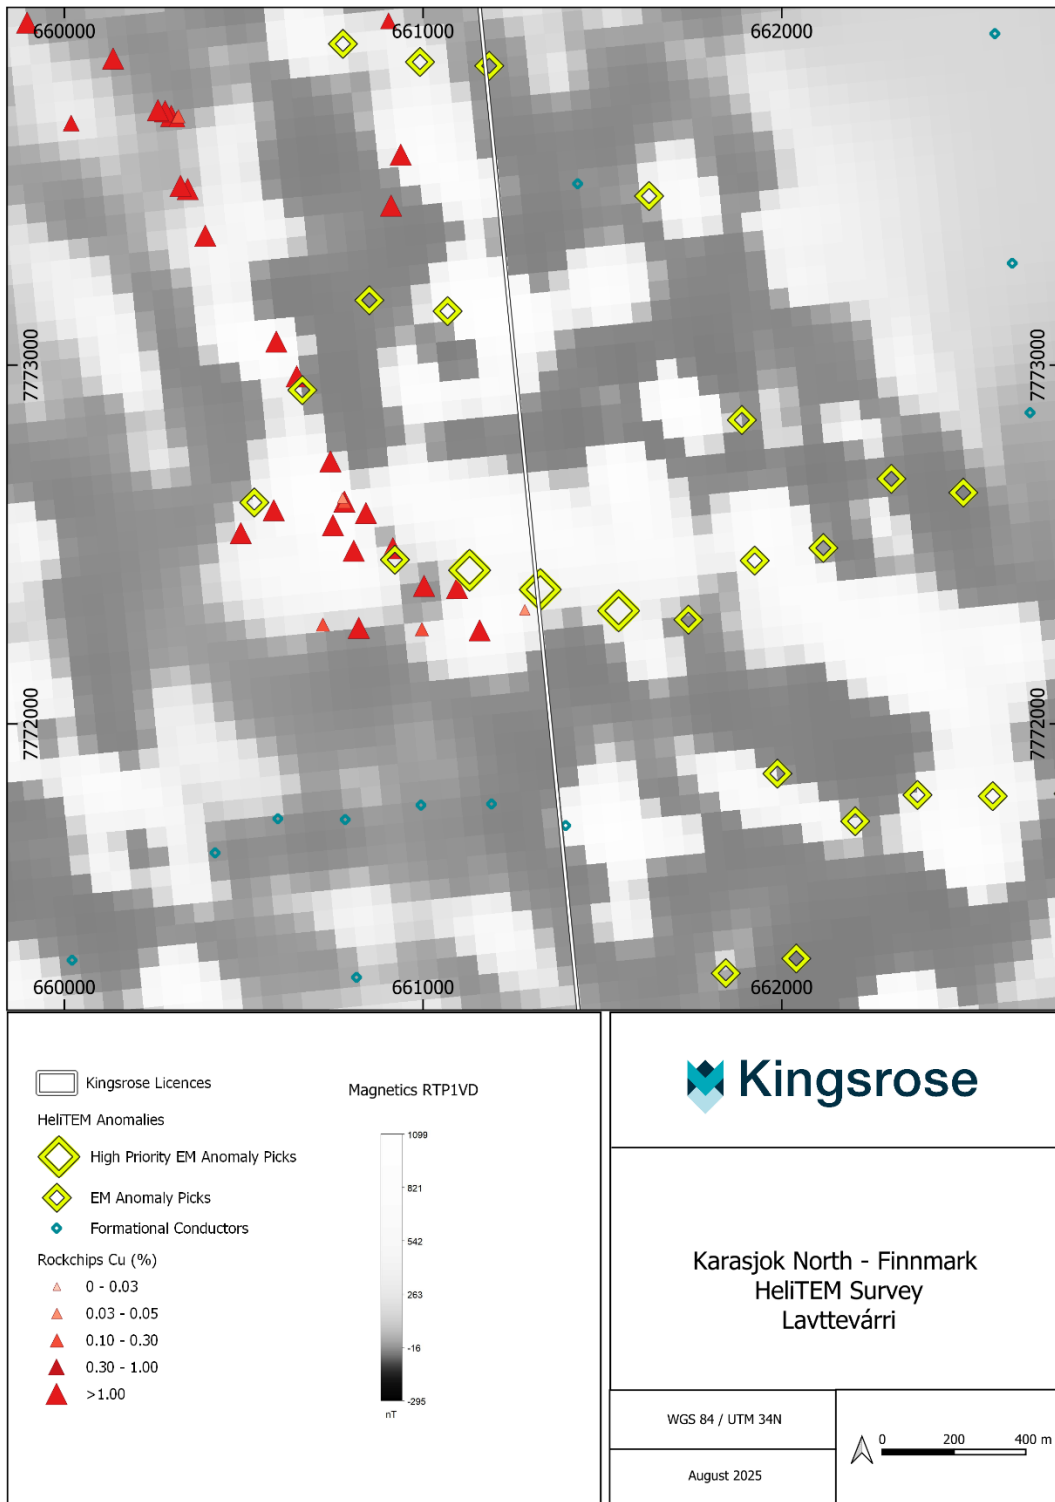 660000
661000
662000
7773000
7773000
7772000
7772000
660000
661000
662000
Kingsrose Licences
HeliTEM Anomalies
High Priority EM Anomaly Picks
EM Anomaly Picks
Formational Conductors
Rockchips Cu (%)
0 - 0.03
0.03 - 0.05
0.10 - 0.30
0.30 - 1.00
>1.00
Magnetics RTP1VD
1099
821
542
263
-16
-295
nT
Kingsrose
Karasjok North - Finnmark
HeliTEM Survey
Lavttevárri
WGS 84 / UTM 34N
August 2025
0 200 400 m